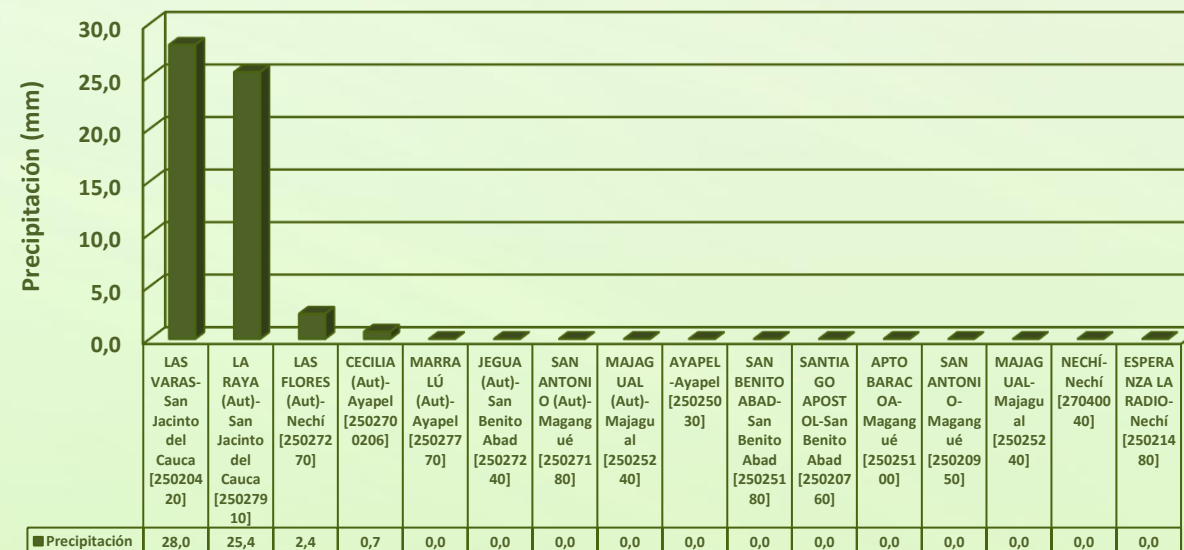 Precipitación (mm)
30,0
25,0
20,0
15,0
10,0
5,0
0,0
LAS
VARAS-
San
Jacinto
del
Cauca
[250204
20]
LA
RAYA
(Aut)-
San
Jacinto
del
Cauca
[250279
10]
LAS
FLORES
(Aut)-
Nechí
[250272
70]
CECILIA
(Aut)-
Ayapel
[250270
0206]
MARRA
LÚ
(Aut)-
Ayapel
[250277
70]
JEGUA
(Aut)-
San
Benito
Abad
[250272
40]
SAN
ANTONI
O (Aut)-
Magang
ué
[250271
80]
MAJAG
UAL
(Aut)-
Majagu
al
[250252
40]
AYAPEL
-Ayapel
[250250
30]
SAN
BENITO
ABAD-
San
Benito
Abad
[250251
80]
SANTIA
GO
APOST
OL-San
Benito
Abad
[250207
60]
APTO
BARAC
OA-
Magang
ué
[250251
00]
SAN
ANTONI
O-
Magang
ué
[250209
50]
MAJAG
UAL-
Majagu
al
[250252
40]
NECHÍ-
Nechí
[270400
40]
ESPERA
NZA LA
RADIO-
Nechí
[250214
80]
Precipitación 28,0 25,4 2,4 0,7 0,0 0,0 0,0 0,0 0,0 0,0 0,0 0,0 0,0 0,0 0,0 0,0